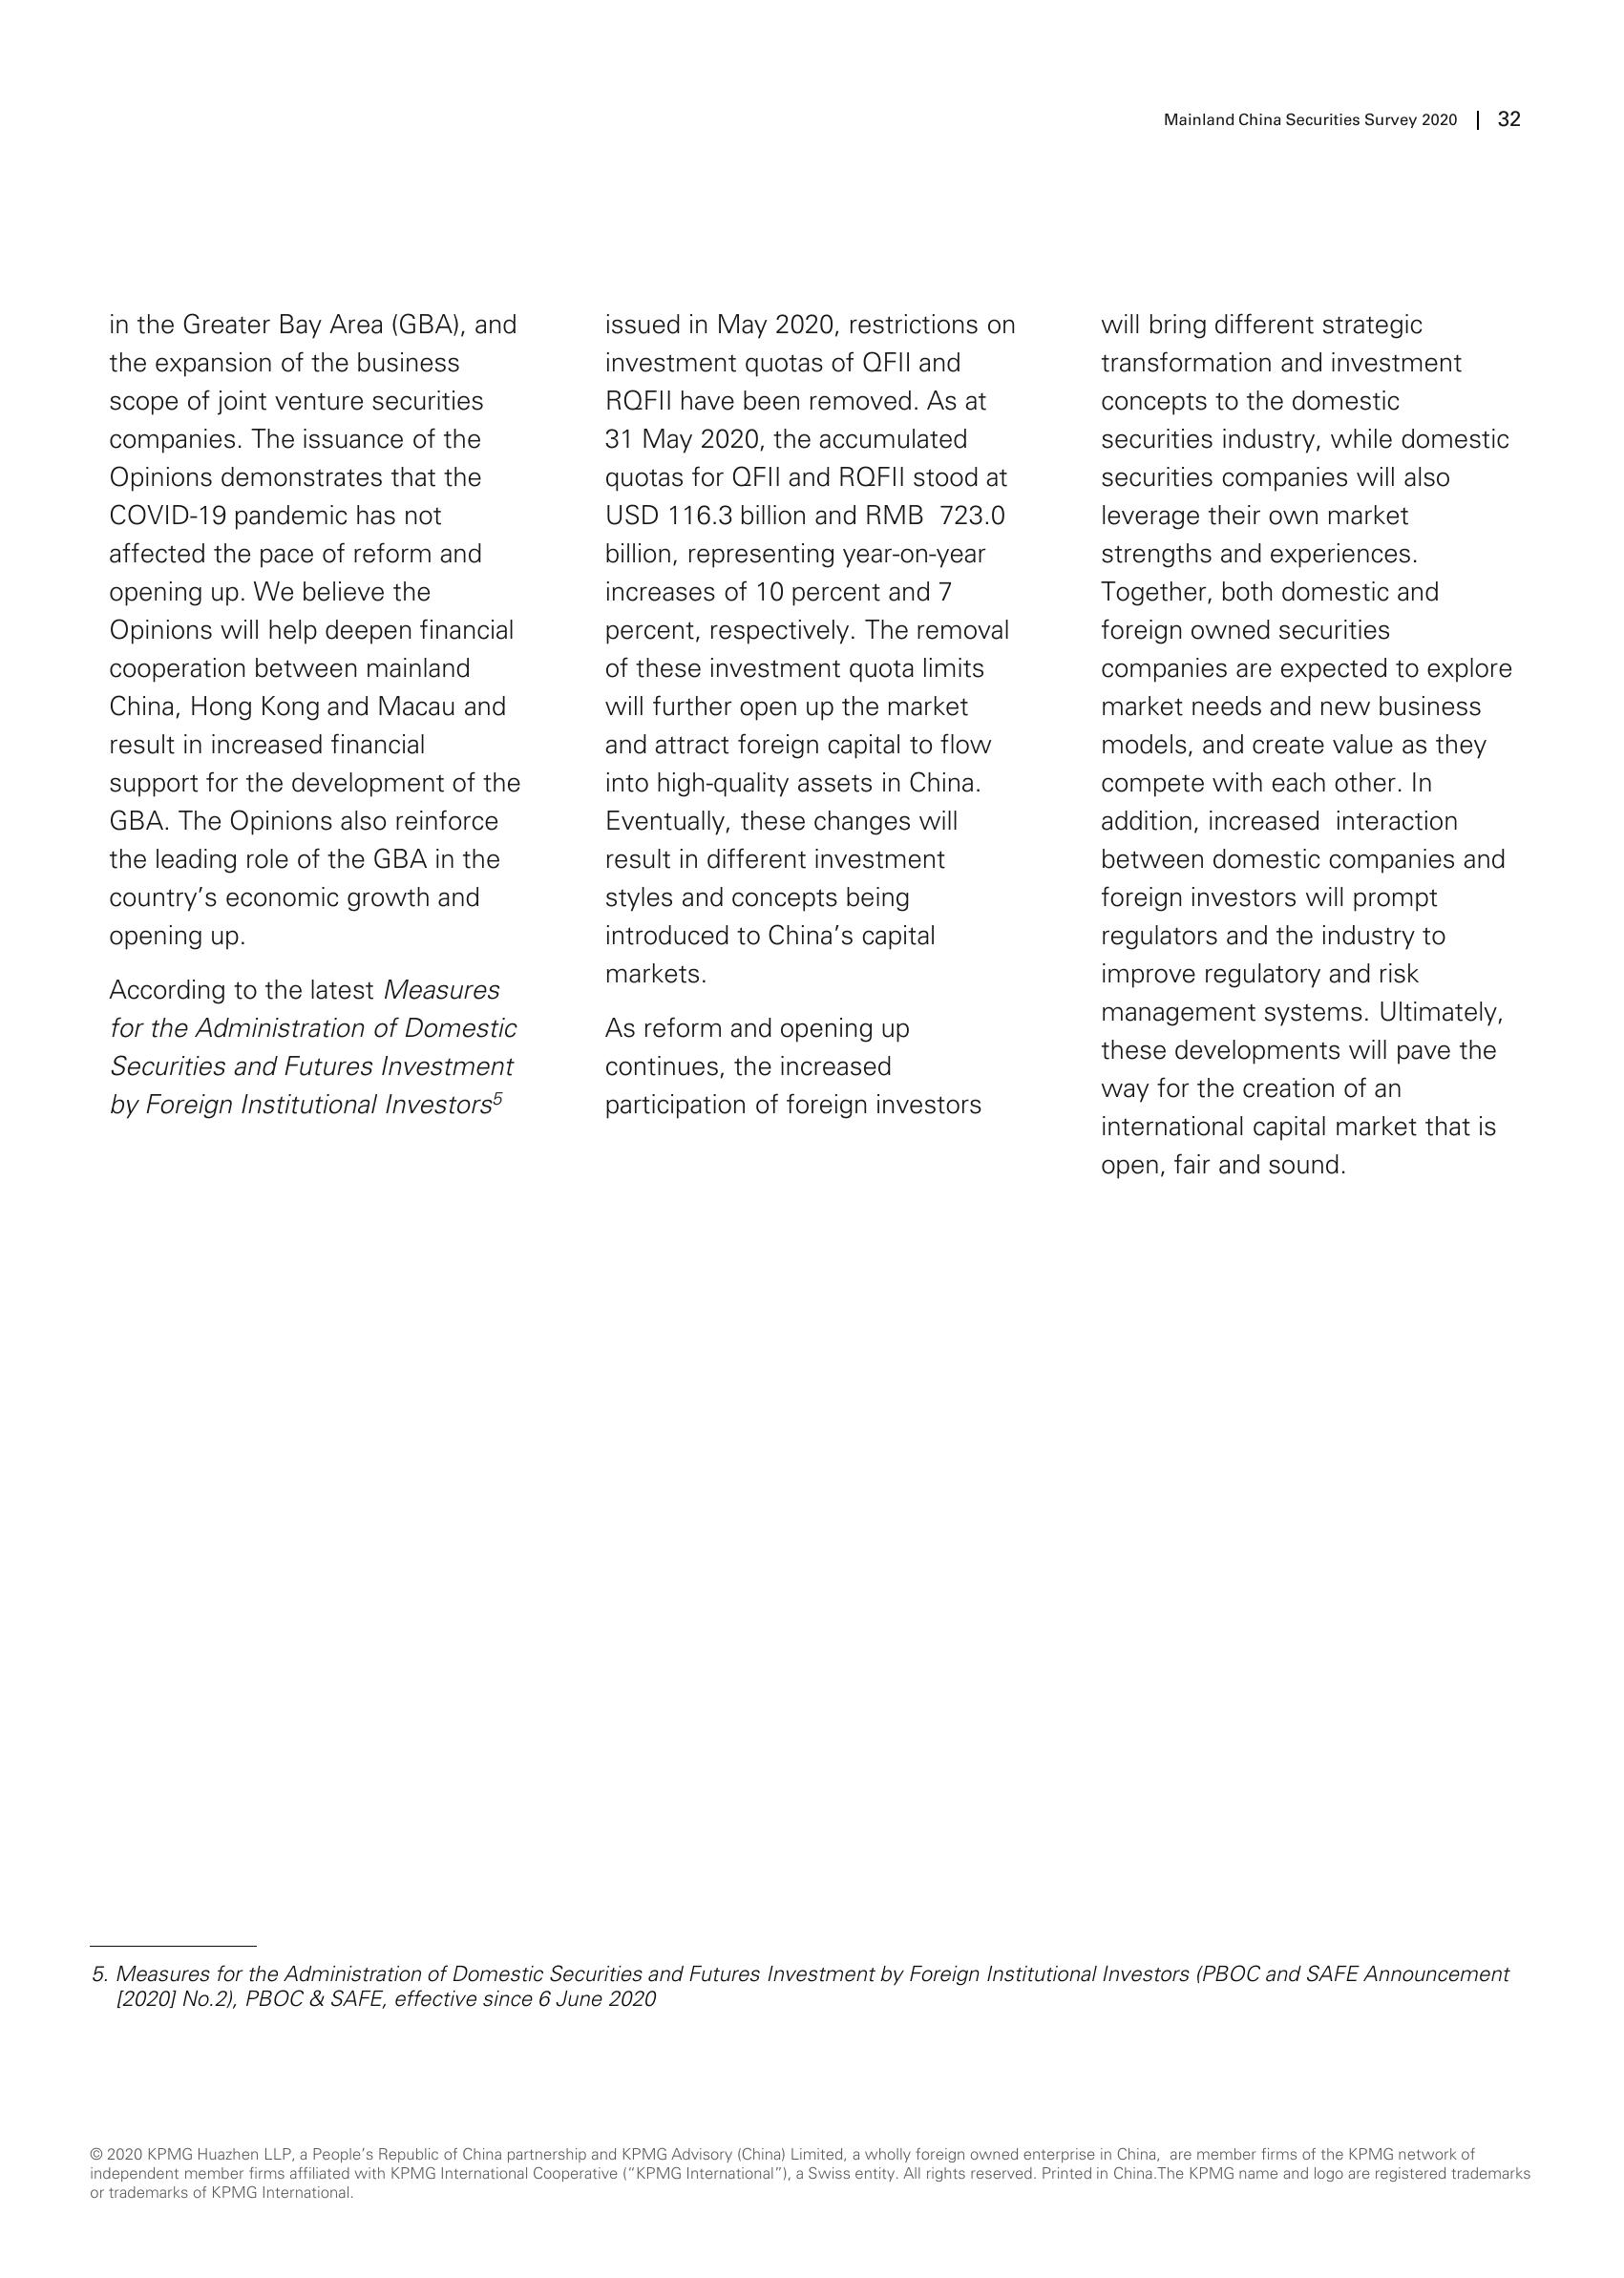 Mainland China Securities Survey 2020 | 32
in the Greater Bay Area (GBA), and
the expansion of the business
scope of joint venture securities
companies. The issuance of the
Opinions demonstrates that the
COVID-19 pandemic has not
affected the pace of reform and
opening up. We believe the
Opinions will help deepen financial
cooperation between mainland
China, Hong Kong and Macau and
result in increased financial
support for the development of the
GBA. The Opinions also reinforce
the leading role of the GBA in the
country’s economic growth and
opening up.
According to the latest Measures
for the Administration of Domestic
Securities and Futures Investment
by Foreign Institutional Investors5
issued in May 2020, restrictions on
investment quotas of QFII and
RQFII have been removed. As at
31 May 2020, the accumulated
quotas for QFII and RQFII stood at
USD 116.3 billion and RMB  723.0
billion, representing year-on-year
increases of 10 percent and 7
percent, respectively. The removal
of these investment quota limits
will further open up the market
and attract foreign capital to flow
into high-quality assets in China.
Eventually, these changes will
result in different investment
styles and concepts being
introduced to China’s capital
markets.
As reform and opening up
continues, the increased
participation of foreign investors
will bring different strategic
transformation and investment
concepts to the domestic
securities industry, while domestic
securities companies will also
leverage their own market
strengths and experiences.
Together, both domestic and
foreign owned securities
companies are expected to explore
market needs and new business
models, and create value as they
compete with each other. In
addition, increased  interaction
between domestic companies and
foreign investors will prompt
regulators and the industry to
improve regulatory and risk
management systems. Ultimately,
these developments will pave the
way for the creation of an
international capital market that is
open, fair and sound.
5. Measures for the Administration of Domestic Securities and Futures Investment by Foreign Institutional Investors (PBOC and SAFE Announcement
[2020] No.2), PBOC & SAFE, effective since 6 June 2020
© 2020 KPMG Huazhen LLP, a People’s Republic of China partnership and KPMG Advisory (China) Limited, a wholly foreign owned enterprise in China,  are member firms of the KPMG network of
independent member firms affiliated with KPMG International Cooperative (“KPMG International”), a Swiss entity. All rights reserved. Printed in China.The KPMG name and logo are registered trademarks
or trademarks of KPMG International.